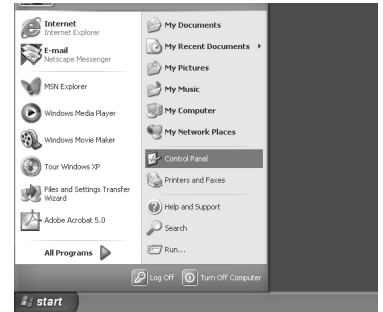 Internet
Internet Explorer
E-mail
Netscape Messenger
MSN Explorer
Windows Media Player
Windows Movie Maker
Tour Windows XP
Files and Settings Transfer
Wizard
Adobe Acrobat 5.0
All Programs
My Documents
My Recent Documents
My Pictures
My Music
My Computer
My Network Places
Control Panel
Printers and Faxes
Help and Support
Search
Run...
Log Off
Turn Off Computer
start